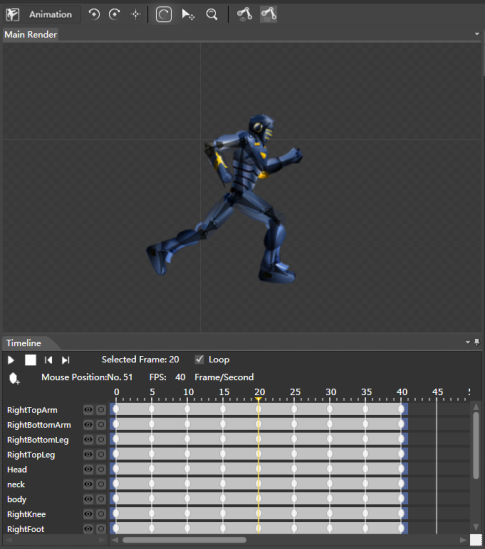 Animation
Main Render
Timeline
Selected Frame: 20 Loop
Mouse Position:No. 51 FPS: 40 Frame/Second
0 5 10 15 20 25 30 35 40 45
RightTopArm
RightBottomArm
RightBottomLeg
RightTopLeg
Head
neck
body
RightKnee
RightFoot